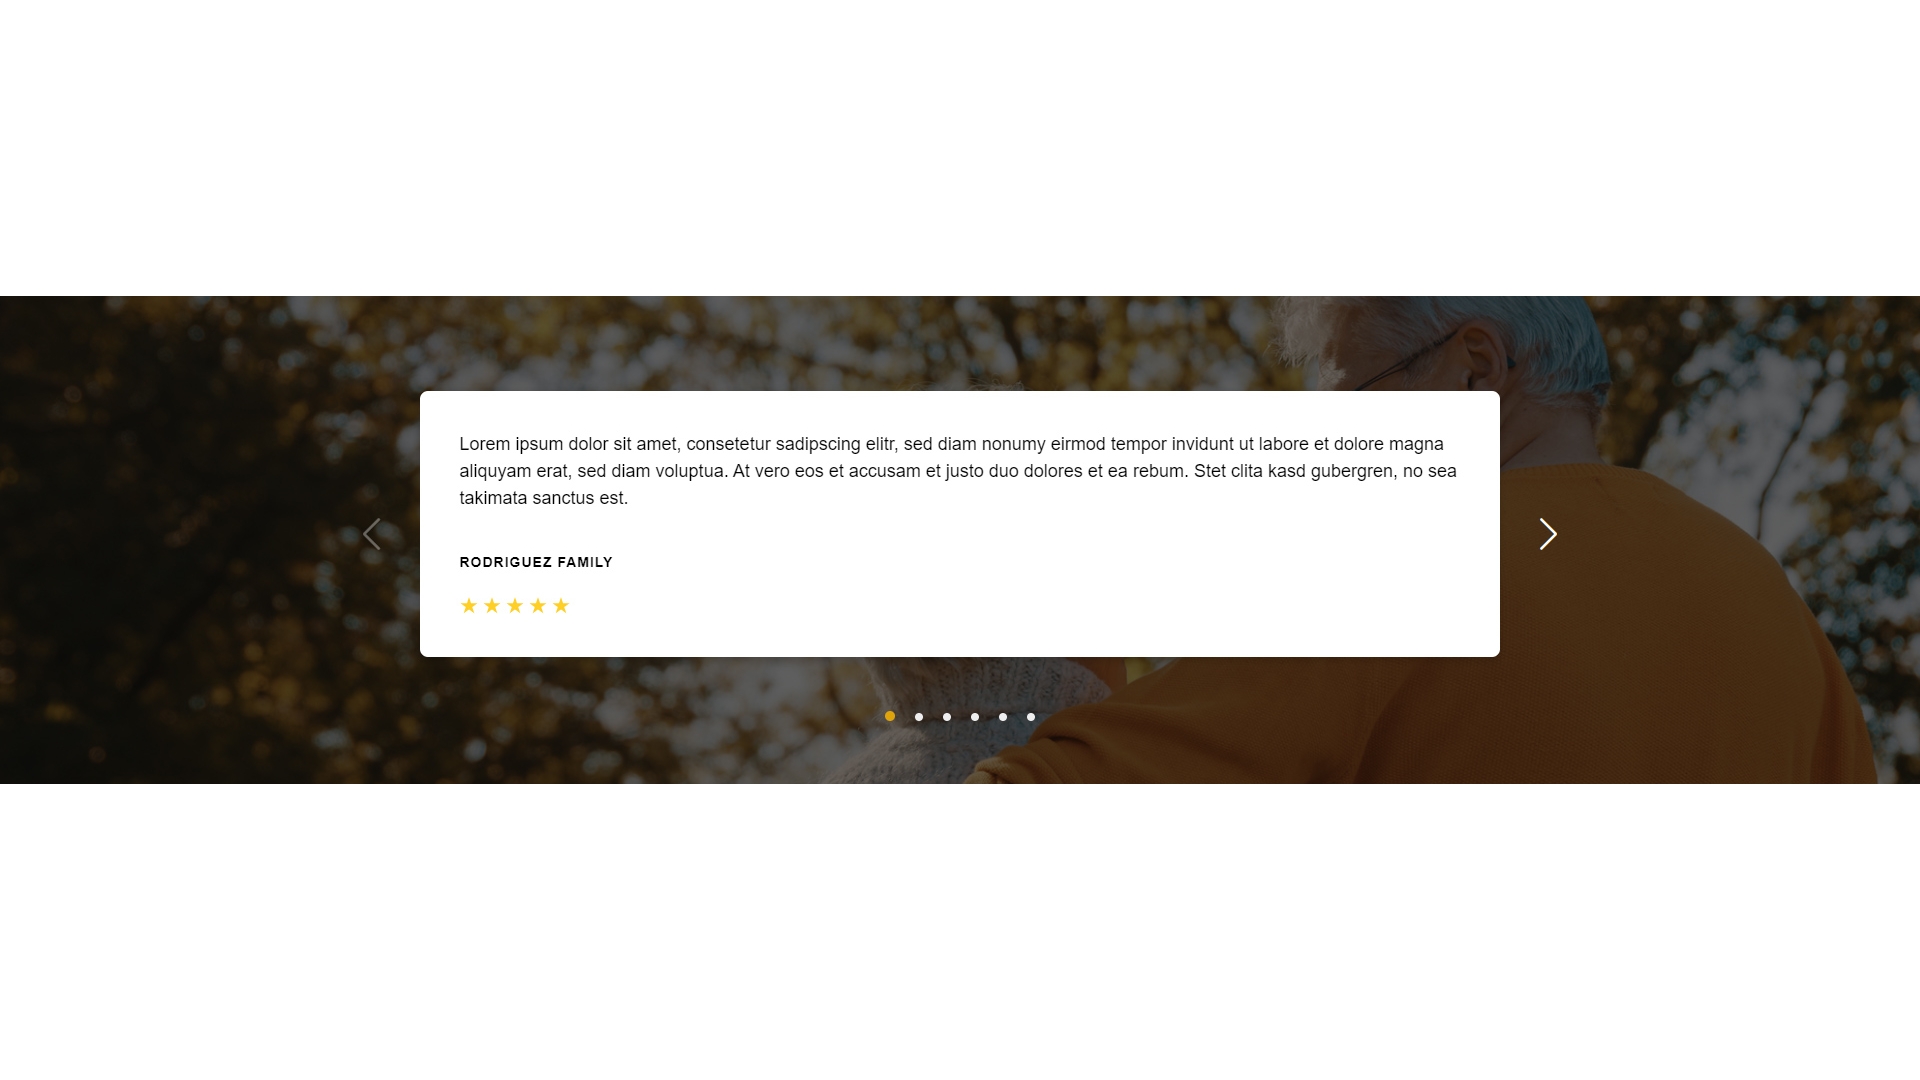 Lorem ipsum dolor sit amet, consetetur sadipscing elitr, sed diam nonumy eirmod tempor invidunt ut labore et dolore magna
aliquyam erat, sed diam voluptua. At vero eos et accusam et justo duo dolores et ea rebum. Stet clita kasd gubergren, no sea
takimata sanctus est.
RODRIGUEZ FAMILY